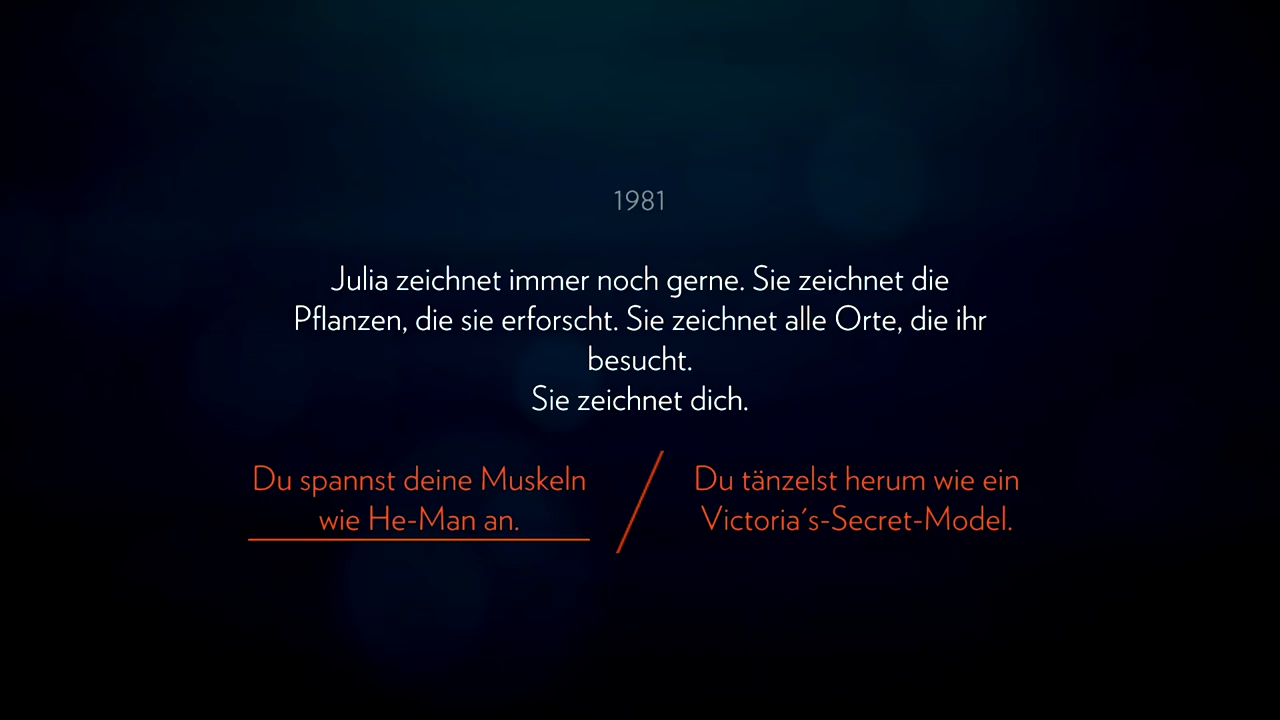 1981
Julia zeichnet immer noch gerne. Sie zeichnet die
Pflanzen, die sie erforscht. Sie zeichnet alle Orte, die ihr
besucht.
Sie zeichnet dich.
Du spannst deine Muskeln
wie He-Man an.
Du tänzelst herum wie ein
Victoria's-Secret-Model.